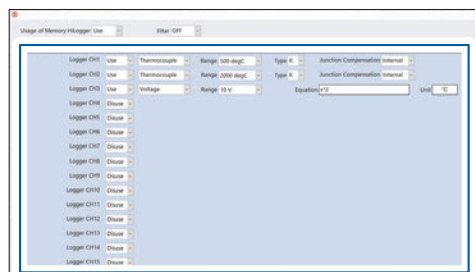 Usage of Memory HiLogger Use Filter OFF
Logger CH1 Use Thermocouple Range 500 degC Type K Junction Compensation Internal
Logger CH2 Use Thermocouple Range 2000 degC Type K Junction Compensation Internal
Logger CH3 Use Voltage Range 10 V Equation x^2 Unit °C
Logger CH4 Disuse
Logger CH5 Disuse
Logger CH6 Disuse
Logger CH7 Disuse
Logger CH8 Disuse
Logger CH9 Disuse
Logger CH10 Disuse
Logger CH11 Disuse
Logger CH12 Disuse
Logger CH13 Disuse
Logger CH14 Disuse
Logger CH15 Disuse